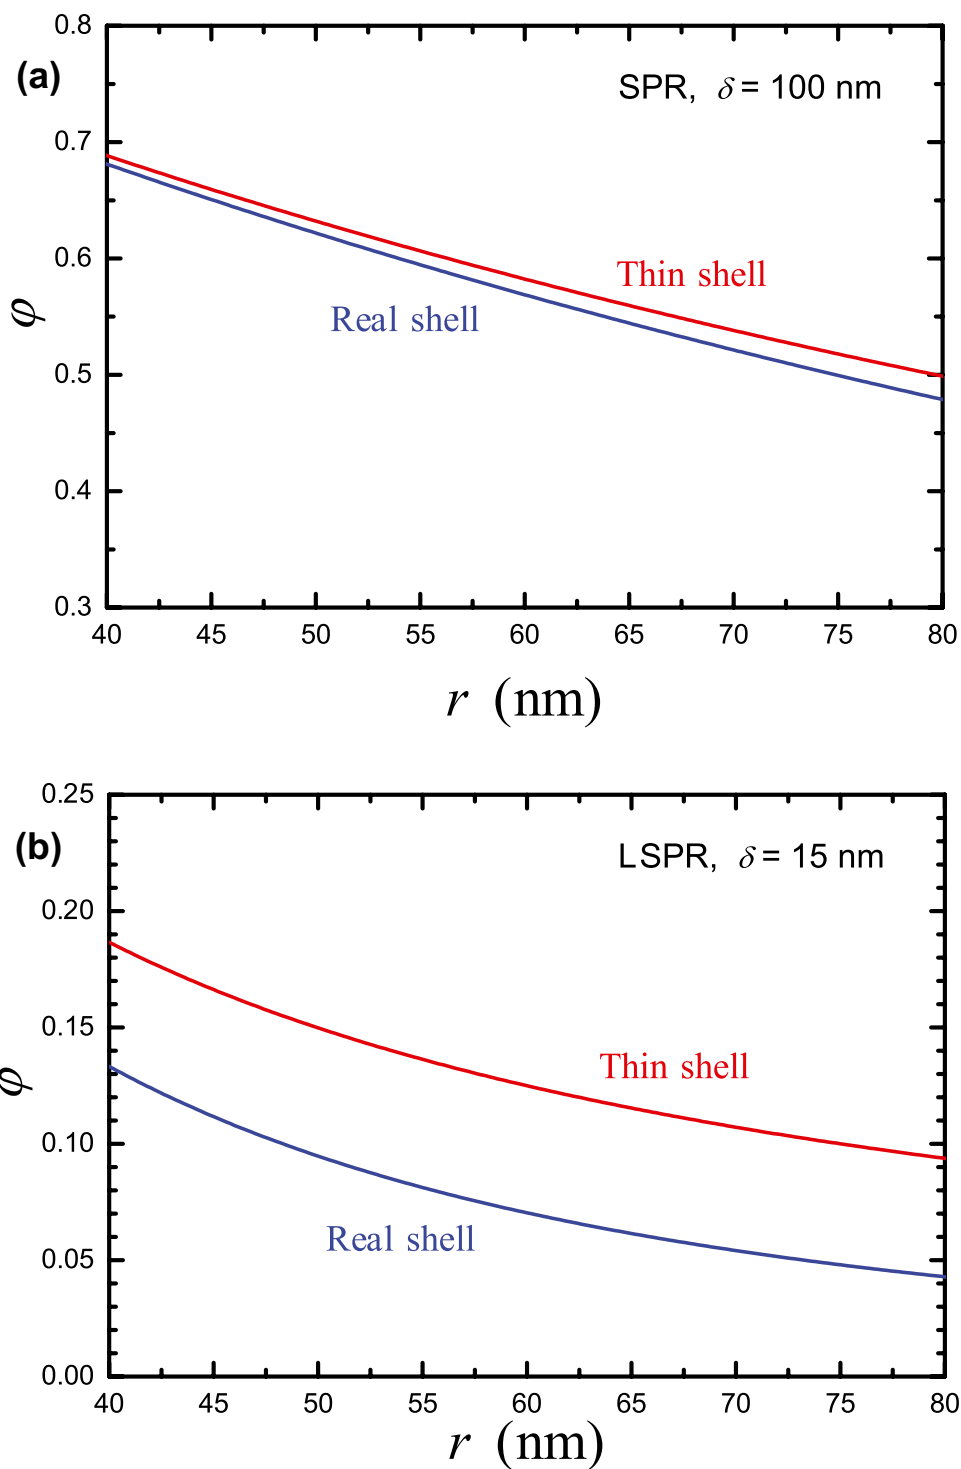 0.8
(a)
SPR, δ = 100 nm
0.7
0.6
Thin shell
φ
Real shell
0.5
0.4
0.3
40 45 50 55 60 65 70 75 80
r (nm)
0.25
(b)
LSPR, δ = 15 nm
0.20
0.15
φ
Thin shell
0.10
Real shell
0.05
0.00
40 45 50 55 60 65 70 75 80
r (nm)